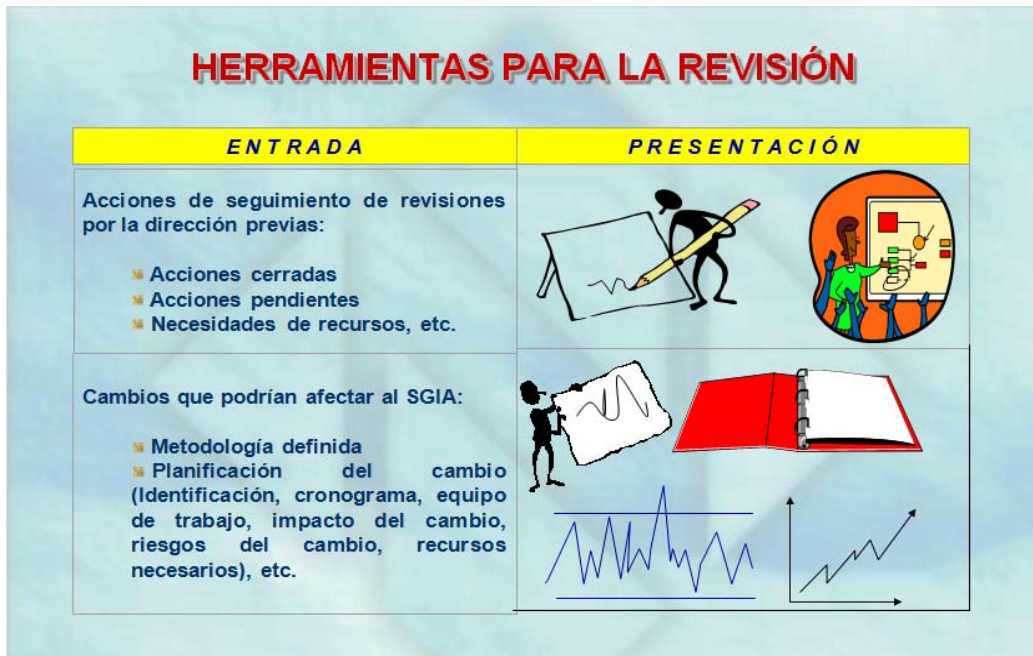 HERRAMIENTAS PARA LA REVISIÓN
ENTRADA
PRESENTACIÓN
Acciones de seguimiento de revisiones
por la dirección previas:
Acciones cerradas
Acciones pendientes
Necesidades de recursos, etc.
Cambios que podrían afectar al SGIA:
Metodología definida
Planificación del cambio
(Identificación, cronograma, equipo
de trabajo, impacto del cambio,
riesgos del cambio, recursos
necesarios), etc.